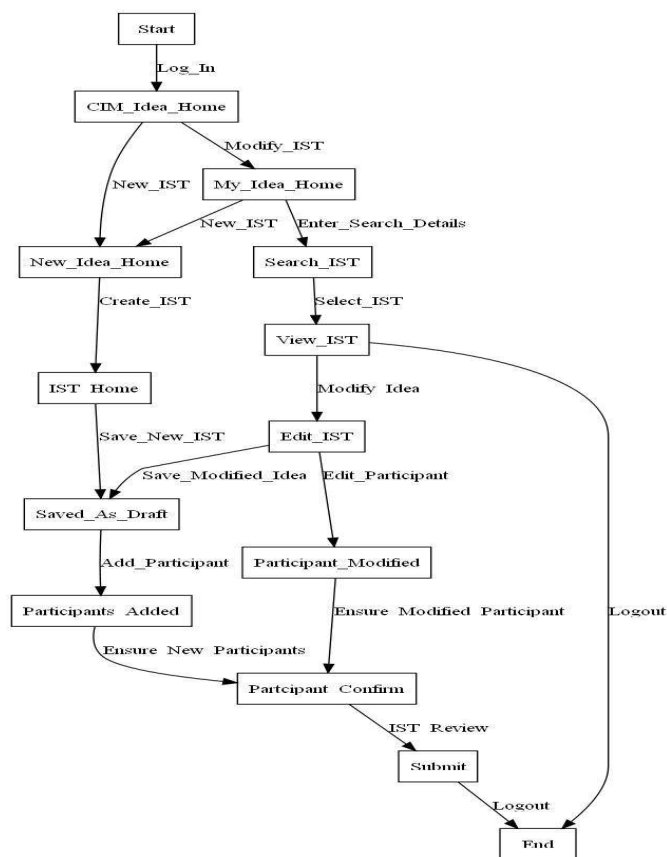 Start
Log_In
CIM_Idea_Home
Modify_IST
New_IST
My_Idea_Home
New_IST
Enter_Search_Details
New_Idea_Home
Search_IST
Create_IST
Select_IST
View_IST
IST Home
Modify Idea
Save_New_IST
Edit_IST
Save_Modified_Idea
Edit_Participant
Saved_As_Draft
Add_Participant
Participant_Modified
Participants Added
Ensure Modified Participant
Logout
Ensure New Participants
Partcipant Confirm
IST Review
Submit
Logout
End